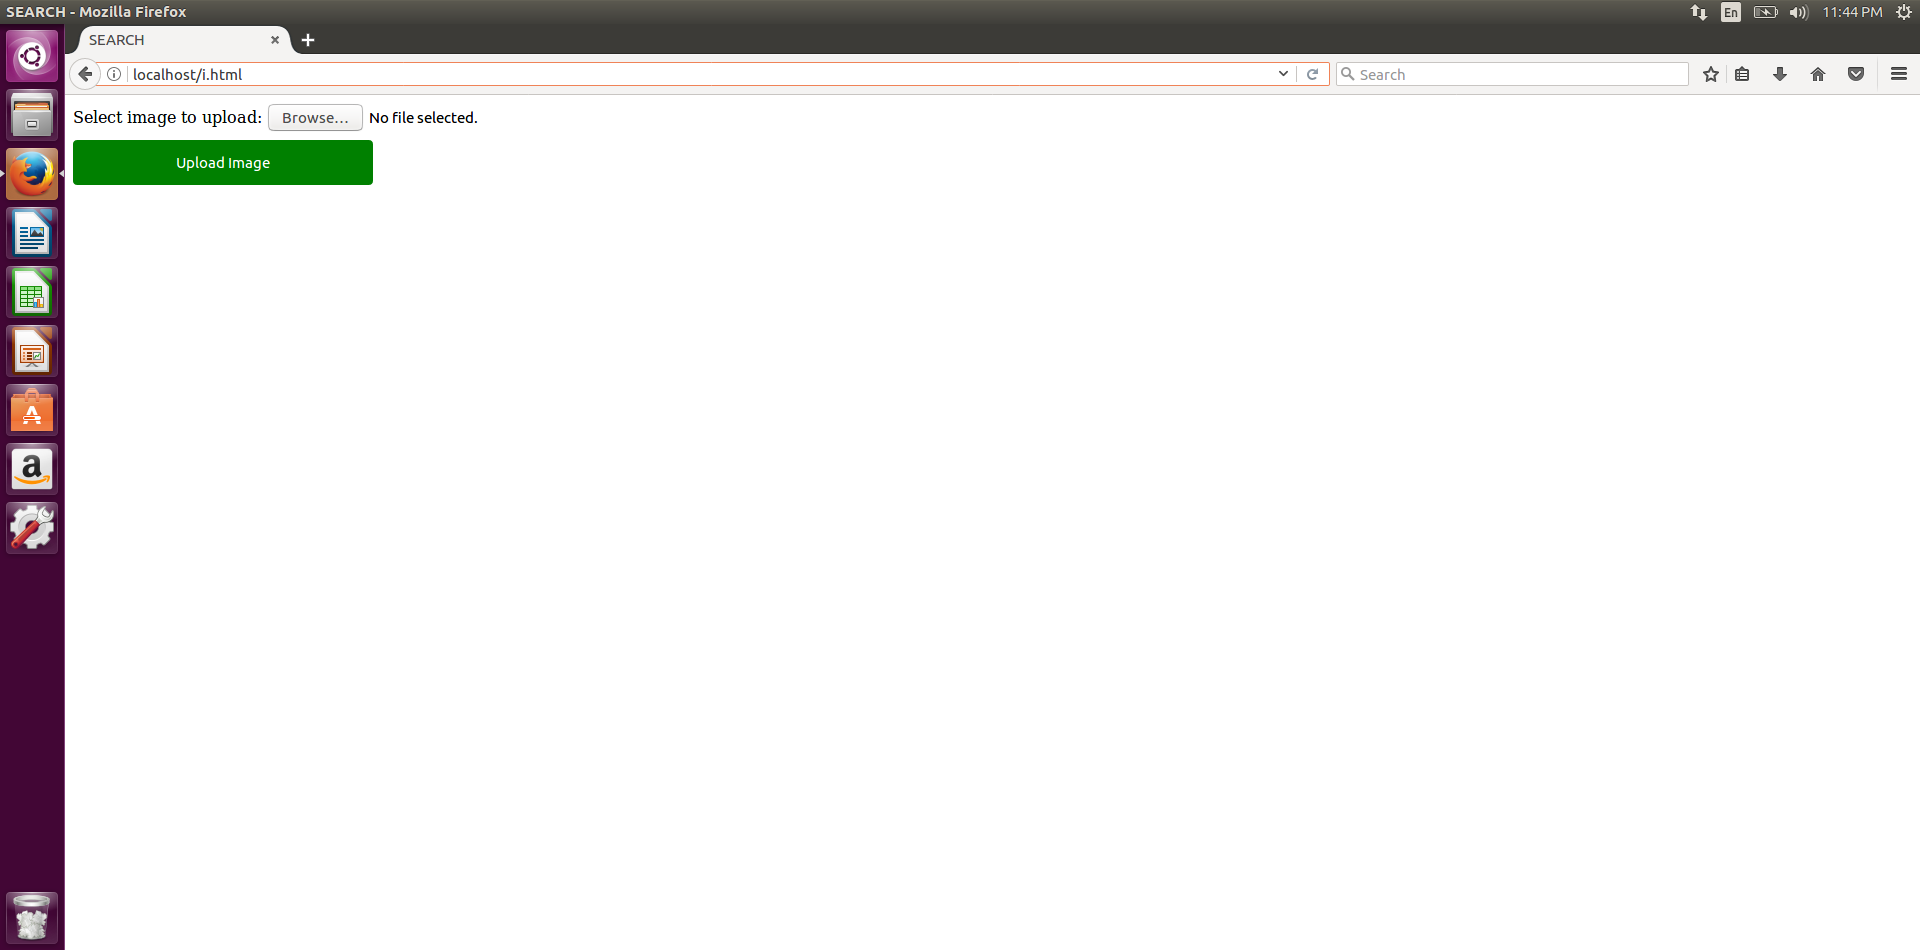 SEARCH - Mozilla Firefox
En
11:44 PM
SEARCH
localhost/i.html
Search
Select image to upload: Browse... No file selected.
Upload Image